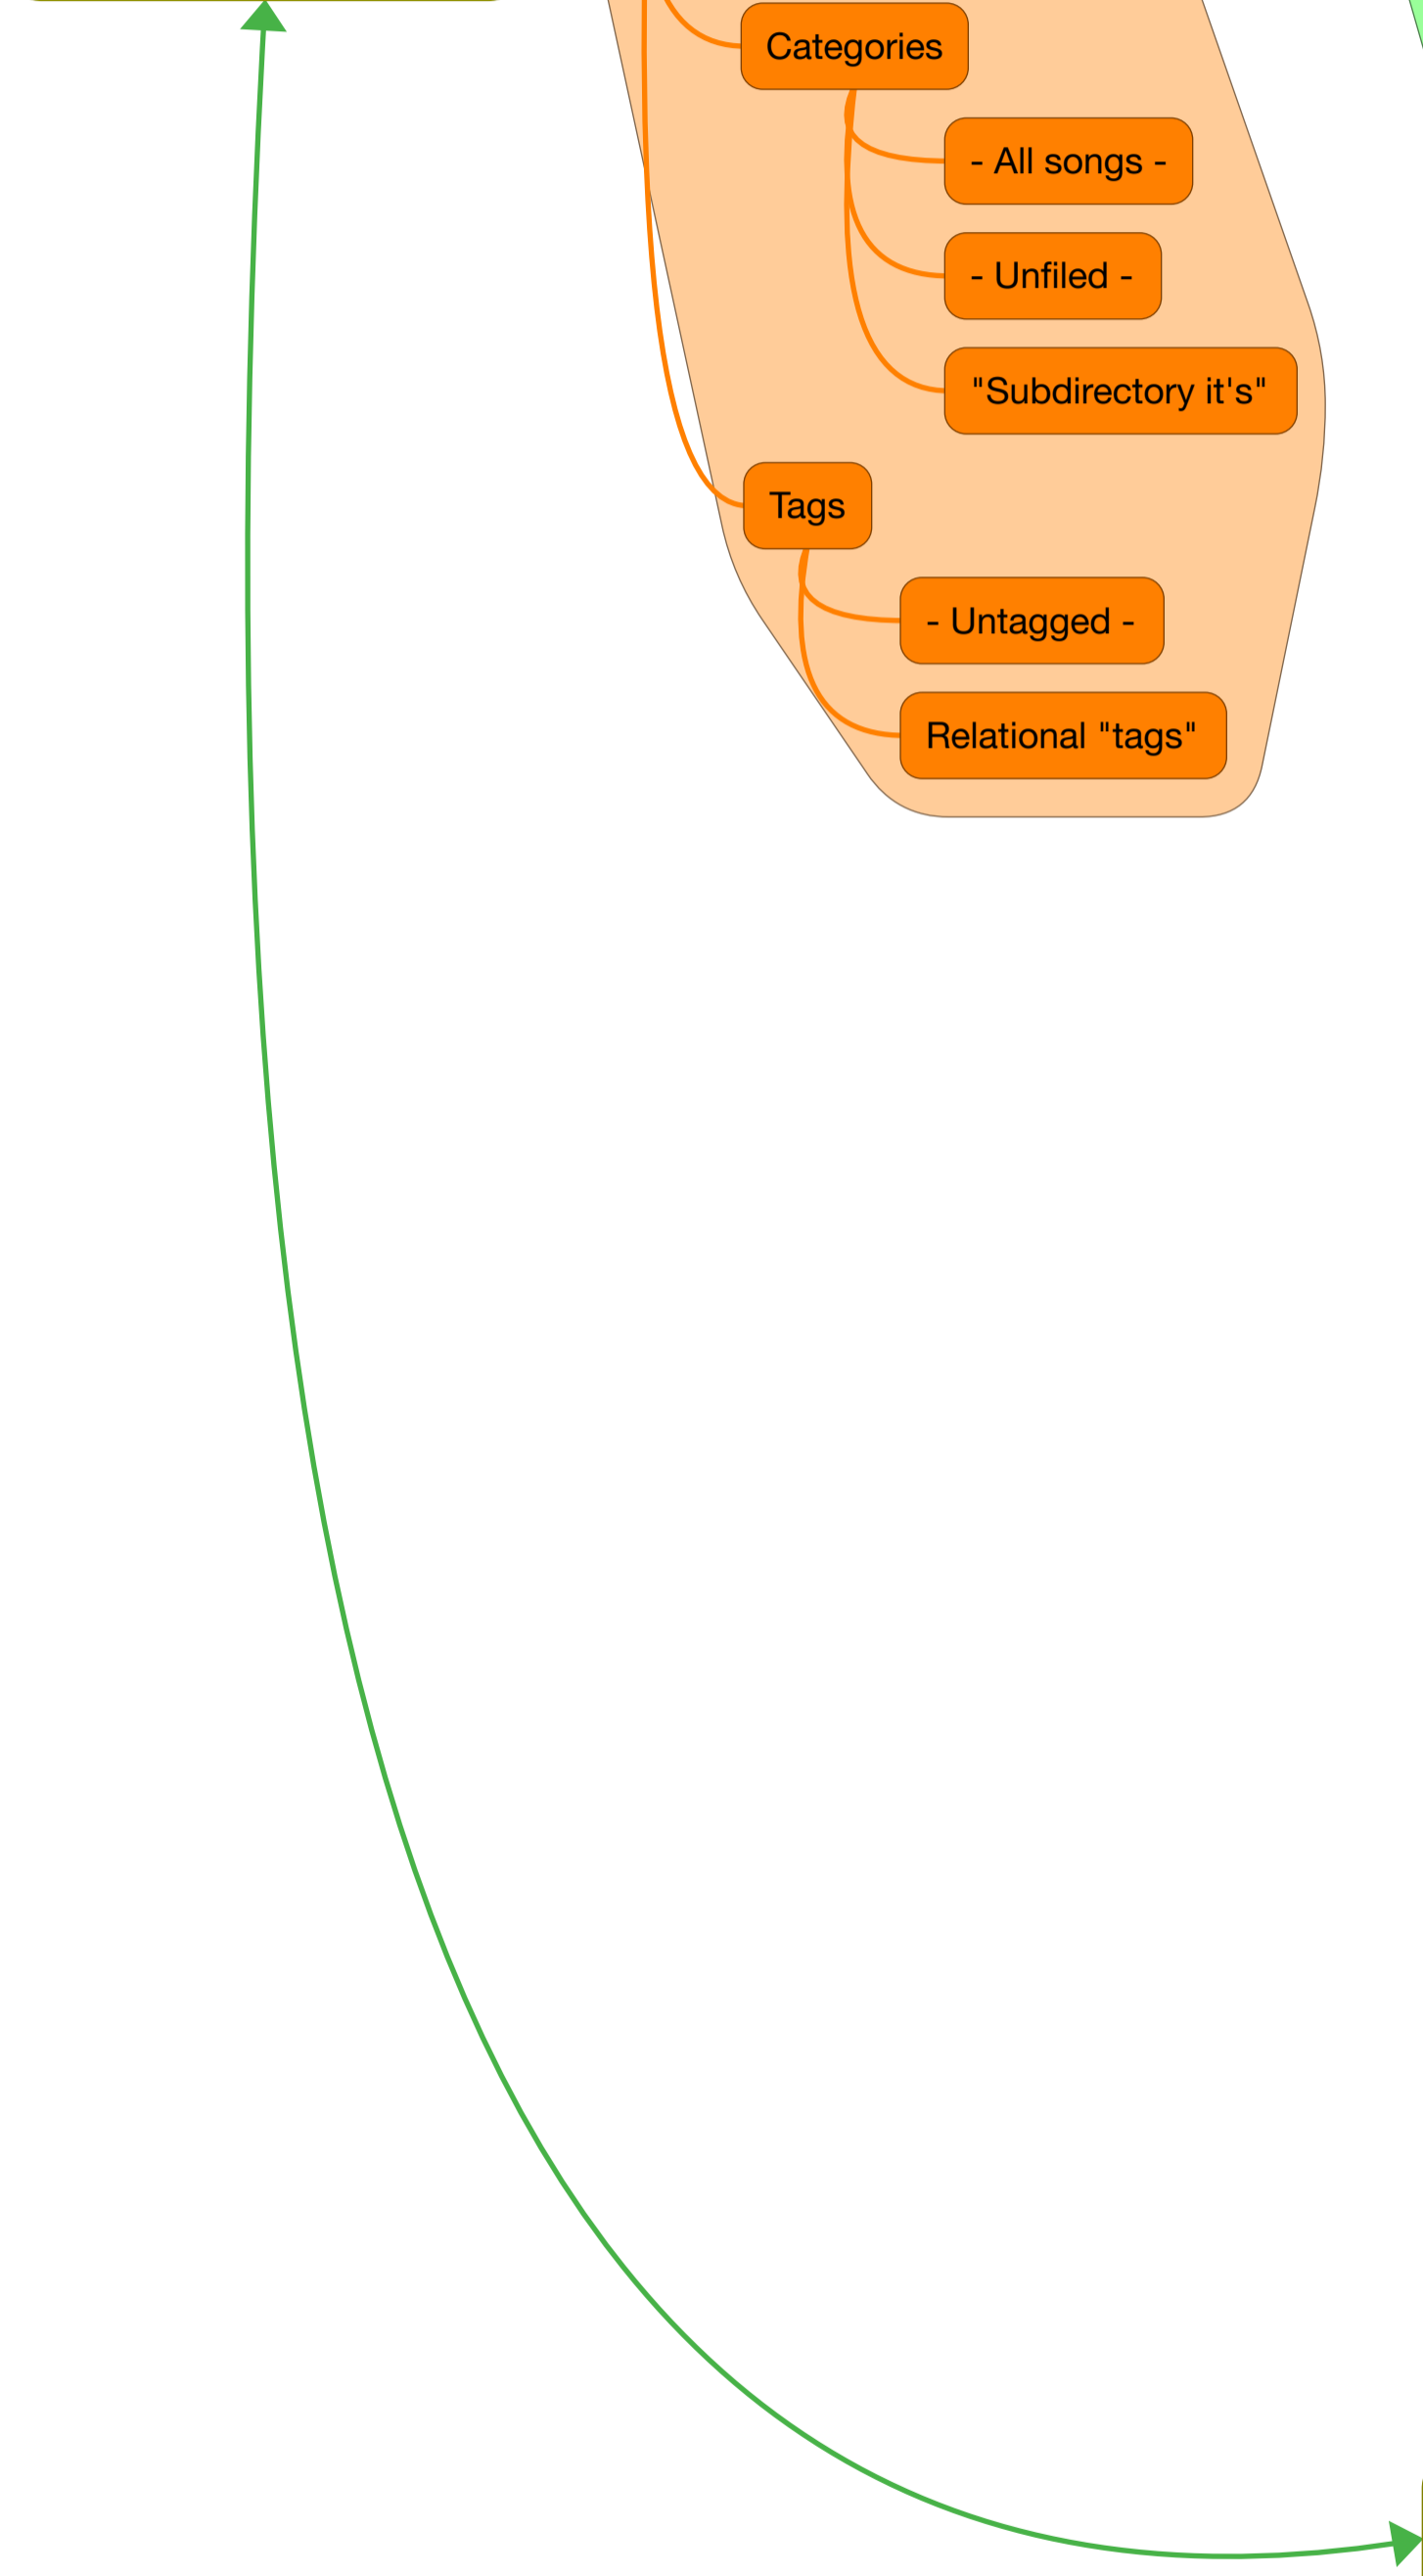 Categories
- All songs -
- Unfiled -
"Subdirectory it's"
Tags
- Untagged -
Relational "tags"